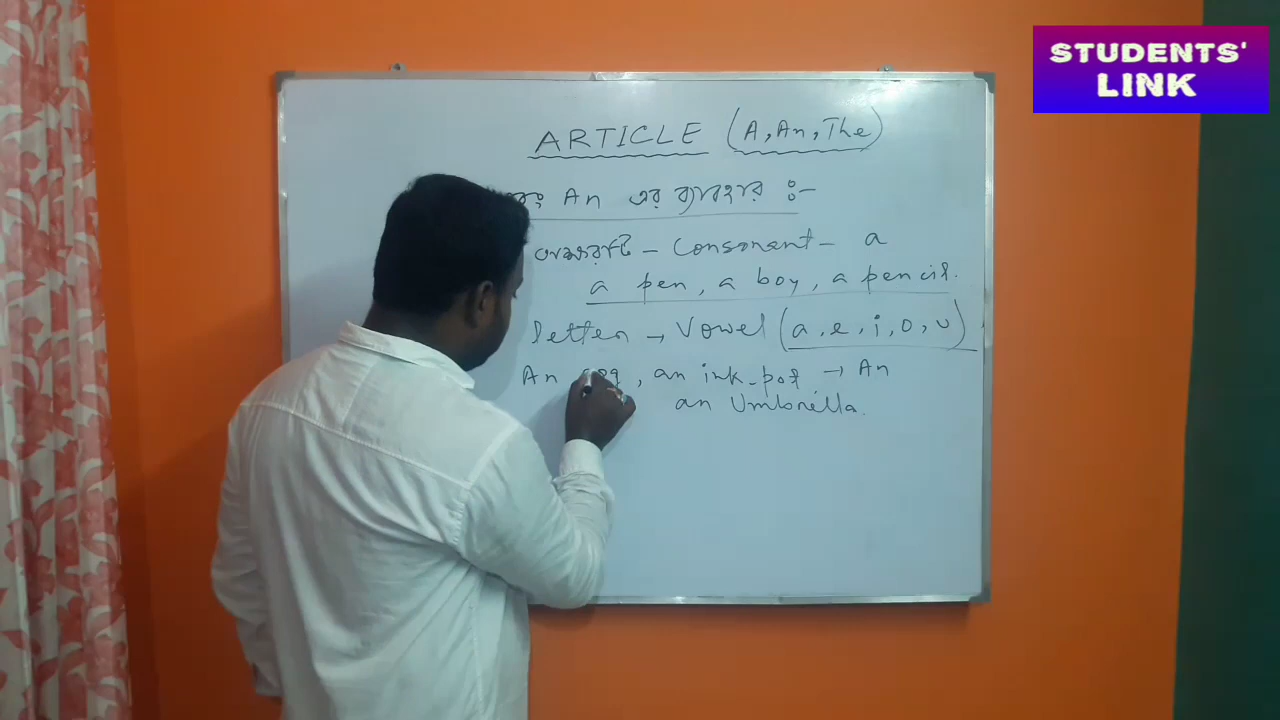 STUDENTS'
LINK
ARTICLE (A, An, The)
An এর ব্যবহার :-
- Consonant - a
a pen, a boy, a pencil.
letter → Vowel (a, e, i, o, u)
An egg, an ink-pot → An
an Umbrella.